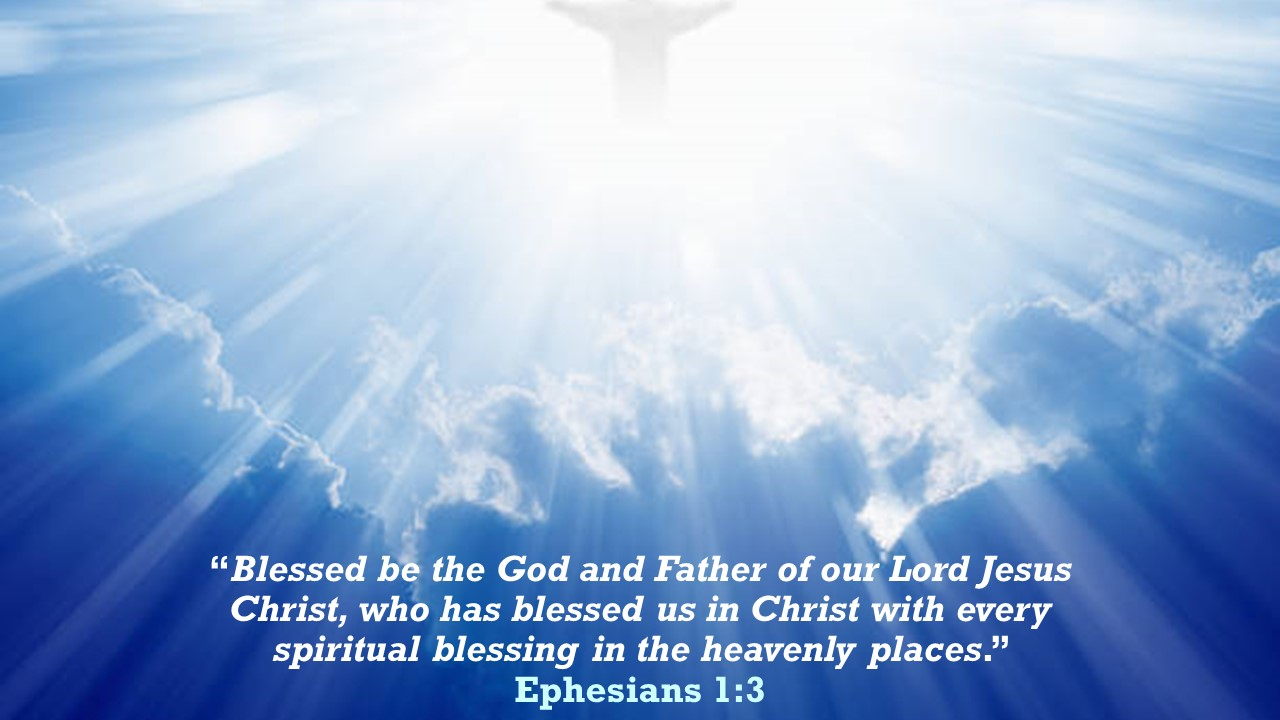 “Blessed be the God and Father of our Lord Jesus
Christ, who has blessed us in Christ with every
spiritual blessing in the heavenly places.”
Ephesians 1:3